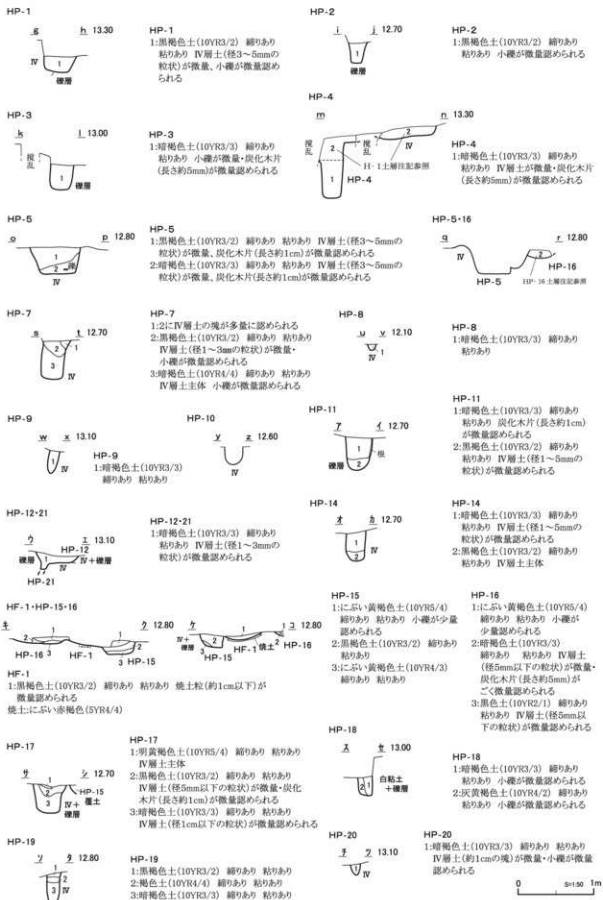 HP-1
g h 13.30
1
Ⅳ
礫層
HP-1
1:黒褐色土(10YR3/2) 締りあり
粘りあり Ⅳ層土(径3~5mmの
粒状)が微量、小礫が微量認め
られる
HP-2
i j 12.70
1
礫層
HP-2
1:黒褐色土(10YR3/2) 締りあり
粘りあり 小礫が微量認められる
HP-3
k l 13.00
撹乱
Ⅳ
1
礫層
HP-3
1:暗褐色土(10YR3/3) 締りあり
粘りあり 小礫が微量・炭化木片
(長さ約5mm)が微量認められる
HP-4
m n 13.30
撹乱
2
撹乱
2
Ⅳ
H-1土層注記参照
1
HP-4
HP-4
1:暗褐色土(10YR3/3) 締りあり
粘りあり Ⅳ層土が微量・炭化木片
(長さ約5mm)が微量認められる
HP-5
o p 12.80
1
2
Ⅳ
HP-5
1:黒褐色土(10YR3/2) 締りあり 粘りあり Ⅳ層土(径3~5mmの
粒状)が微量、炭化木片(長さ約1cm)が微量認められる
2:暗褐色土(10YR3/3) 締りあり 粘りあり Ⅳ層土(径3~5mmの
粒状)が微量、炭化木片(長さ約1cm)が微量認められる
HP-5・16
q r 12.80
Ⅳ
2
HP-16
HP-5
HP-16土層注記参照
HP-7
s t 12.70
1
2
3
Ⅳ
HP-7
1:2にⅣ層土の塊が多量に認められる
2:黒褐色土(10YR3/2) 締りあり 粘りあり
Ⅳ層土(径1~3mmの粒状)が微量・
小礫が微量認められる
3:暗褐色土(10YR4/4) 締りあり 粘りあり
Ⅳ層土主体 小礫が微量認められる
HP-8
u v 12.10
1
Ⅳ
HP-8
1:暗褐色土(10YR3/3) 締りあり
粘りあり
HP-9
w x 13.10
1
Ⅳ
HP-9
1:暗褐色土(10YR3/3)
締りあり 粘りあり
HP-10
y z 12.60
Ⅳ
HP-11
ア イ 12.70
1
根
礫層
2
HP-11
1:暗褐色土(10YR3/3) 締りあり
粘りあり 炭化木片(長さ約1cm)
が微量認められる
2:黒褐色土(10YR3/2) 締りあり
粘りあり Ⅳ層土(径1~5mmの
粒状)が微量認められる
HP-12・21
ウ エ 13.10
HP-12
礫層
1
Ⅳ
Ⅳ+礫層
HP-21
HP-12・21
1:暗褐色土(10YR3/3) 締りあり
粘りあり Ⅳ層土(径1~3mmの
粒状)が微量認められる
HP-14
オ カ 12.70
1
2
Ⅳ
HP-14
1:暗褐色土(10YR3/3) 締りあり
粘りあり Ⅳ層土(径1~5mmの
粒状)が微量認められる
2:黒褐色土(10YR3/2) 締りあり
粘りあり Ⅳ層土主体
HF-1・HP-15・16
キ ク 12.80
1
2
3
HP-16
HF-1
3
HP-15
ケ コ 12.80
Ⅳ+礫層
2
3
HP-15
HF-1
焼土
HP-16
HF-1
1:黒褐色土(10YR3/2) 締りあり 粘りあり 焼土粒(約1cm以下)が
微量認められる
焼土:にぶい赤褐色(5YR4/4)
HP-15
1:にぶい黄褐色土(10YR5/4)
締りあり 粘りあり 小礫が少量
認められる
2:黒褐色土(10YR3/2) 締りあり
粘りあり
3:にぶい黄褐色土(10YR4/3)
締りあり 粘りあり
HP-16
1:にぶい黄褐色土(10YR5/4)
締りあり 粘りあり 小礫が
少量認められる
2:暗褐色土(10YR3/3)
締りあり 粘りあり Ⅳ層土
(径5mm以下の粒状)が微量・
炭化木片(長さ約5mm)が
ごく微量認められる
3:黒色土(10YR2/1) 締りあり
粘りあり Ⅳ層土(径5mm以
下の粒状)が微量認められる
HP-17
サ シ 12.70
1
2
3
HP-15
覆土
Ⅳ+
礫層
HP-17
1:明黄褐色土(10YR5/4) 締りあり 粘りあり
Ⅳ層土主体
2:黒褐色土(10YR3/2) 締りあり 粘りあり
Ⅳ層土(径5mm以下の粒状)が微量・炭化
木片(長さ約1cm)が微量認められる
3:暗褐色土(10YR3/3) 締りあり 粘りあり
Ⅳ層土(径1cm以下の粒状)が微量認められる
HP-18
ス セ 13.00
2
1
白粘土
+礫層
HP-18
1:暗褐色土(10YR3/3) 締りあり
粘りあり 小礫が微量認められる
2:灰黄褐色土(10YR4/2) 締りあり
粘りあり 小礫が微量認められる
HP-19
ソ タ 12.80
1
2
3
Ⅳ
HP-19
1:黒褐色土(10YR3/2) 締りあり 粘りあり
2:褐色土(10YR4/4) 締りあり 粘りあり
3:暗褐色土(10YR3/3) 締りあり 粘りあり
HP-20
チ ツ 13.10
1
Ⅳ
HP-20
1:暗褐色土(10YR3/3) 締りあり 粘りあり
Ⅳ層土(約1cmの塊)が微量・小礫が微量
認められる
0 S=1:50 1m